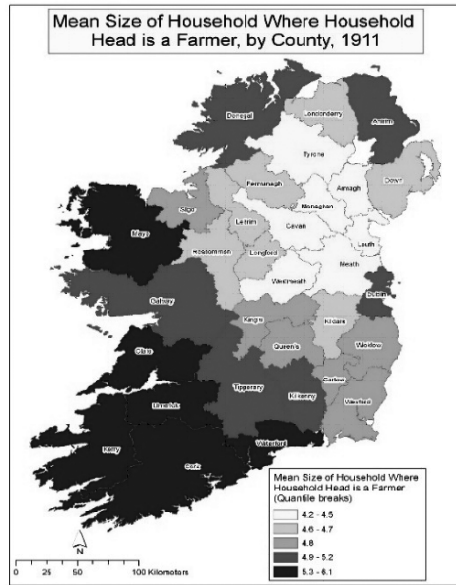 Mean Size of Household Where Household
Head is a Farmer, by County, 1911
Donegal
Londonderry
Antrim
Tyrone
Fermanagh
Armagh
Down
Monaghan
Sligo
Cavan
Leitrim
Mayo
Louth
Roscommon
Longford
Meath
Westmeath
Galway
Dublin
King's
Kildare
Queen's
Wicklow
Clare
Carlow
Tipperary
Kilkenny
Wexford
Limerick
Waterford
Kerry
Cork
N
0 25 50 100 Kilometers
Mean Size of Household Where
Household Head is a Farmer
(Quantile breaks)
4.2 - 4.5
4.6 - 4.7
4.8
4.9 - 5.2
5.3 - 6.1